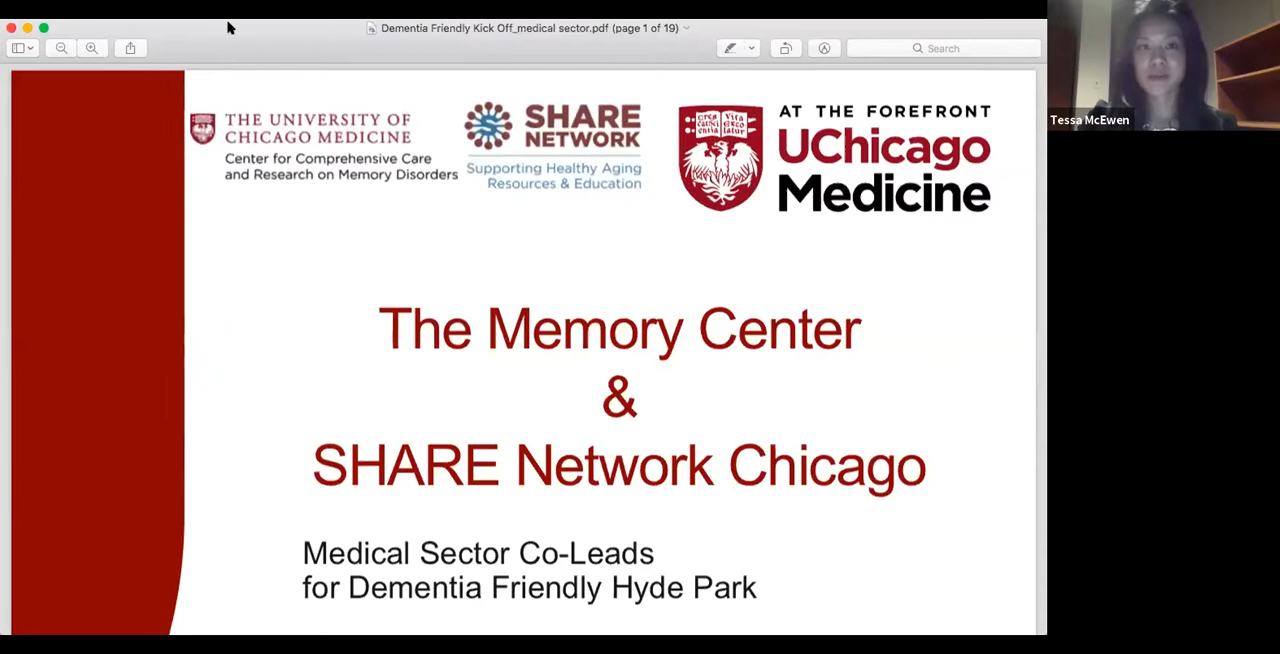 Dementia Friendly Kick Off_medical sector.pdf (page 1 of 19)
Search
Tessa McEwen
THE UNIVERSITY OF
CHICAGO MEDICINE
Center for Comprehensive Care
and Research on Memory Disorders
SHARE
NETWORK
Supporting Healthy Aging
Resources & Education
AT THE FOREFRONT
UChicago
Medicine
The Memory Center
&
SHARE Network Chicago
Medical Sector Co-Leads
for Dementia Friendly Hyde Park